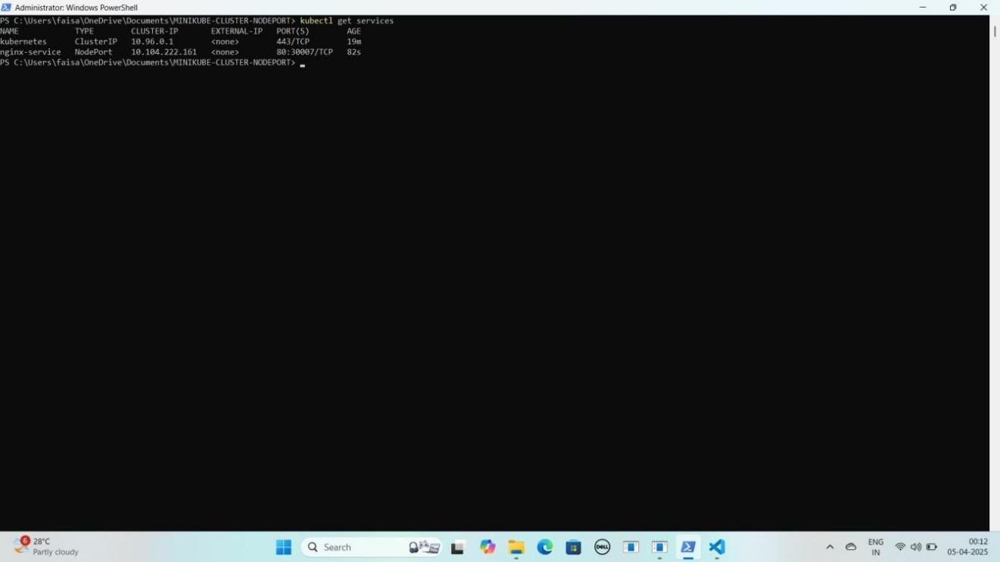 Administrator: Windows PowerShell
PS C:\Users\faisa\OneDrive\Documents\MINIKUBE-CLUSTER-NODEPORT> kubectl get services
NAME TYPE CLUSTER-IP EXTERNAL-IP PORT(S) AGE
kubernetes ClusterIP 10.96.0.1 <none> 443/TCP 19m
nginx-service NodePort 10.104.222.161 <none> 80:30007/TCP 82s
PS C:\Users\faisa\OneDrive\Documents\MINIKUBE-CLUSTER-NODEPORT>
6
28°C
Partly cloudy
Search
DELL
ENG
IN
00:12
05-04-2025